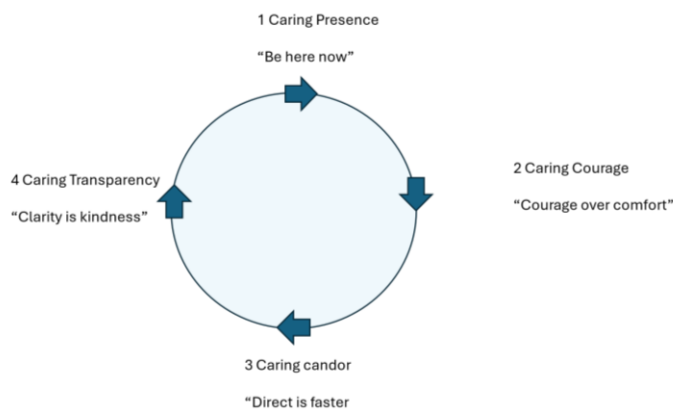 1 Caring Presence
“Be here now”
2 Caring Courage
“Courage over comfort”
3 Caring candor
“Direct is faster
4 Caring Transparency
“Clarity is kindness”